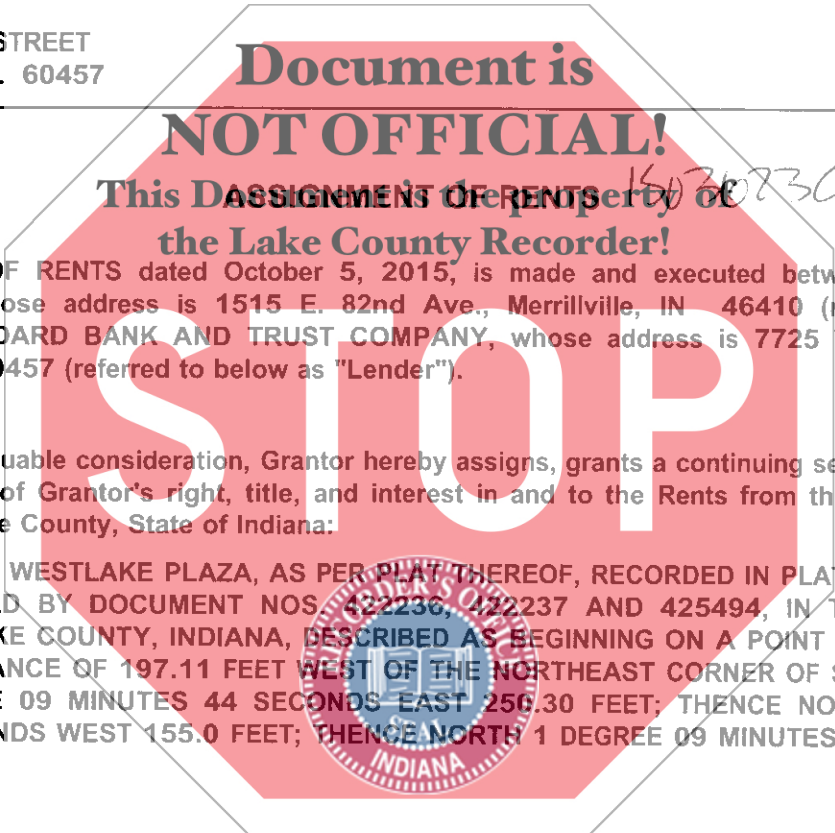 STREET
60457
Document is
NOT OFFICIAL!
ASSIGNMENT OF RENTS
This Document is the property of
the Lake County Recorder!
F RENTS dated October 5, 2015, is made and executed betw
ose address is 1515 E. 82nd Ave., Merrillville, IN 46410 (
DARD BANK AND TRUST COMPANY, whose address is 7725
457 (referred to below as "Lender").
STOP
uable consideration, Grantor hereby assigns, grants a continuing se
of Grantor's right, title, and interest in and to the Rents from th
e County, State of Indiana:
WESTLAKE PLAZA, AS PER PLAT THEREOF, RECORDED IN PLAT
D BY DOCUMENT NOS. 422236, 422237 AND 425494, IN T
KE COUNTY, INDIANA, DESCRIBED AS BEGINNING ON A POINT
ANCE OF 197.11 FEET WEST OF THE NORTHEAST CORNER OF S
E 09 MINUTES 44 SECONDS EAST 250.30 FEET; THENCE NO
NDS WEST 155.0 FEET; THENCE NORTH 1 DEGREE 09 MINUTES
RECORDER'S OFFICE
SEAL
INDIANA